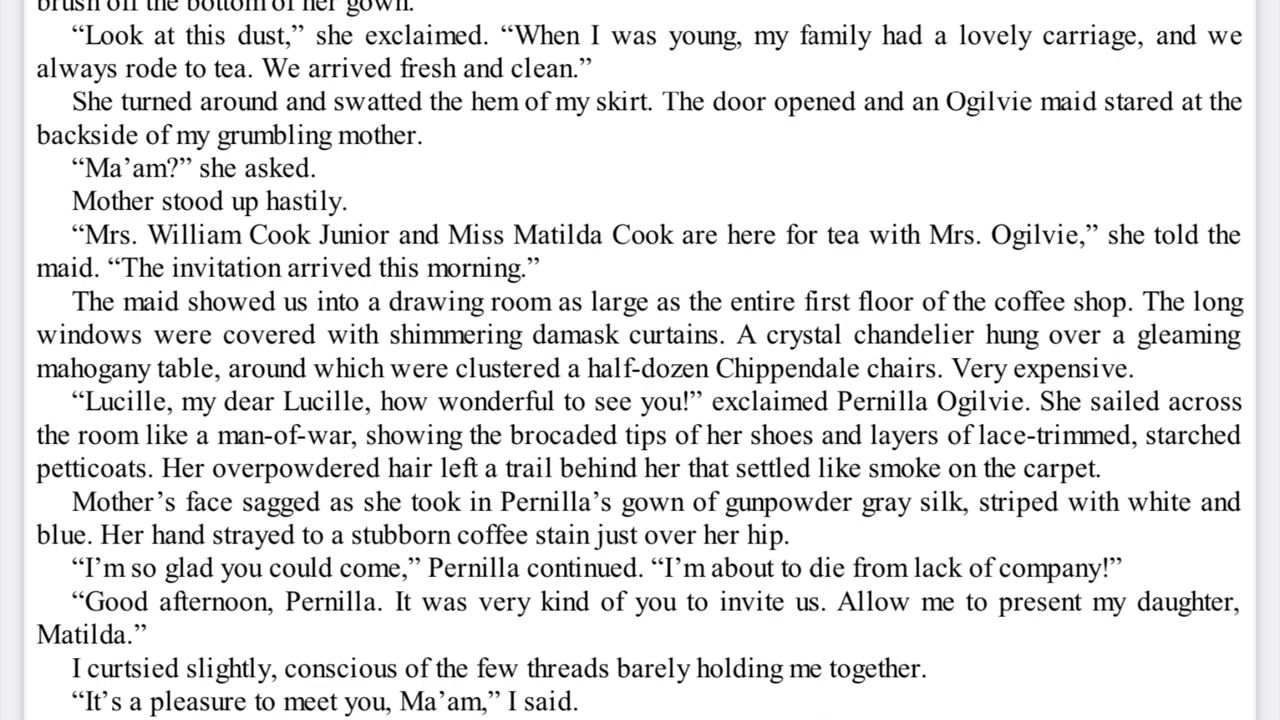 brush off the bottom of her gown.
“Look at this dust,” she exclaimed. “When I was young, my family had a lovely carriage, and we
always rode to tea. We arrived fresh and clean.”
She turned around and swatted the hem of my skirt. The door opened and an Ogilvie maid stared at the
backside of my grumbling mother.
“Ma’am?” she asked.
Mother stood up hastily.
“Mrs. William Cook Junior and Miss Matilda Cook are here for tea with Mrs. Ogilvie,” she told the
maid. “The invitation arrived this morning.”
The maid showed us into a drawing room as large as the entire first floor of the coffee shop. The long
windows were covered with shimmering damask curtains. A crystal chandelier hung over a gleaming
mahogany table, around which were clustered a half-dozen Chippendale chairs. Very expensive.
“Lucille, my dear Lucille, how wonderful to see you!” exclaimed Pernilla Ogilvie. She sailed across
the room like a man-of-war, showing the brocaded tips of her shoes and layers of lace-trimmed, starched
petticoats. Her overpowdered hair left a trail behind her that settled like smoke on the carpet.
Mother’s face sagged as she took in Pernilla’s gown of gunpowder gray silk, striped with white and
blue. Her hand strayed to a stubborn coffee stain just over her hip.
“I’m so glad you could come,” Pernilla continued. “I’m about to die from lack of company!”
“Good afternoon, Pernilla. It was very kind of you to invite us. Allow me to present my daughter,
Matilda.”
I curtsied slightly, conscious of the few threads barely holding me together.
“It’s a pleasure to meet you, Ma’am,” I said.